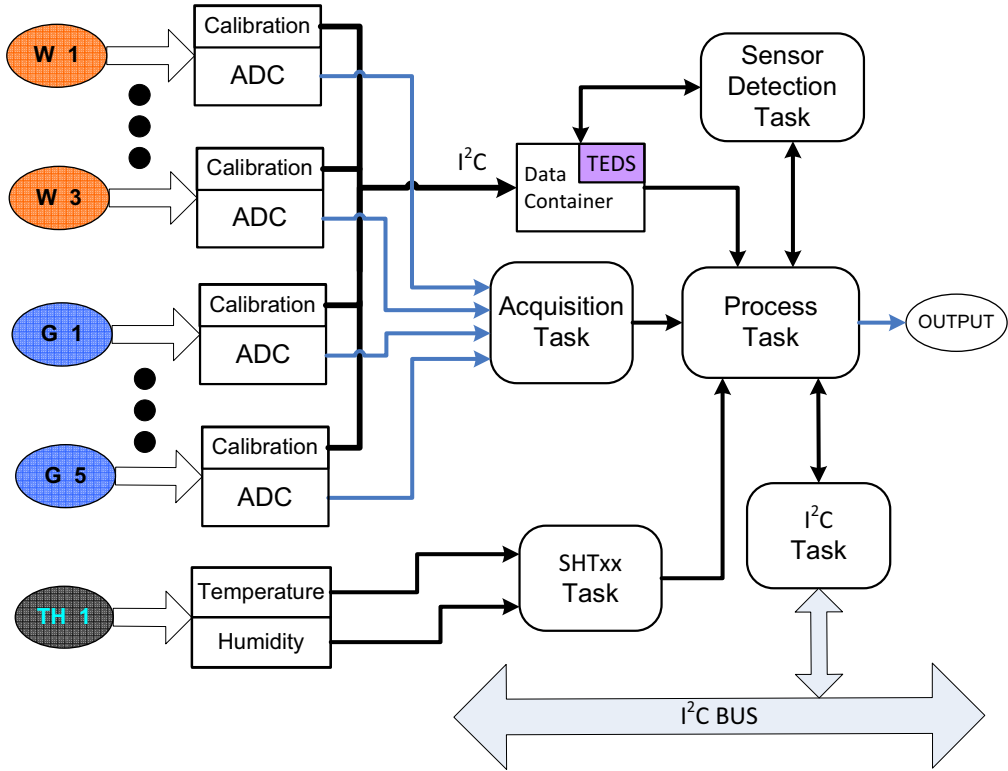 W 1
Calibration
ADC
Sensor
Detection
Task
W 3
Calibration
ADC
I²C
Data
Container
TEDS
G 1
Calibration
ADC
Acquisition
Task
Process
Task
OUTPUT
G 5
Calibration
ADC
I²C
Task
TH 1
Temperature
Humidity
SHTxx
Task
I²C BUS